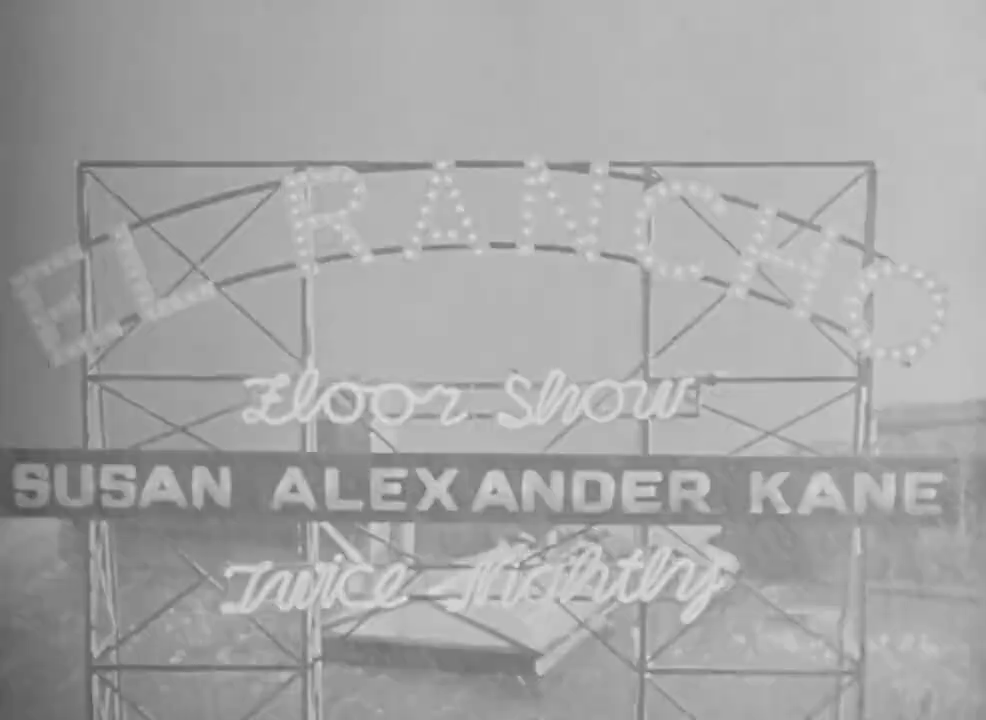 EL RANCHO
Floor Show
SUSAN ALEXANDER KANE
Twice Nightly